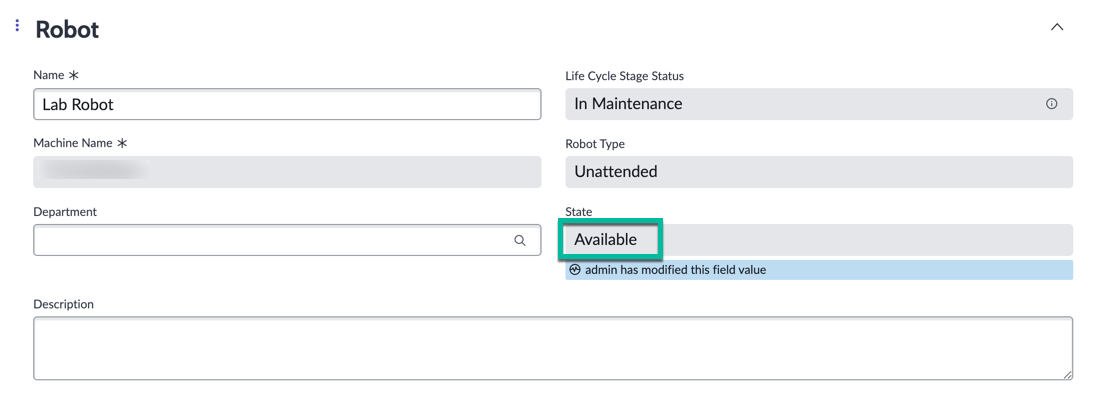 Robot
Name *
Lab Robot
Life Cycle Stage Status
In Maintenance
Machine Name *
Robot Type
Unattended
Department
State
Available
admin has modified this field value
Description